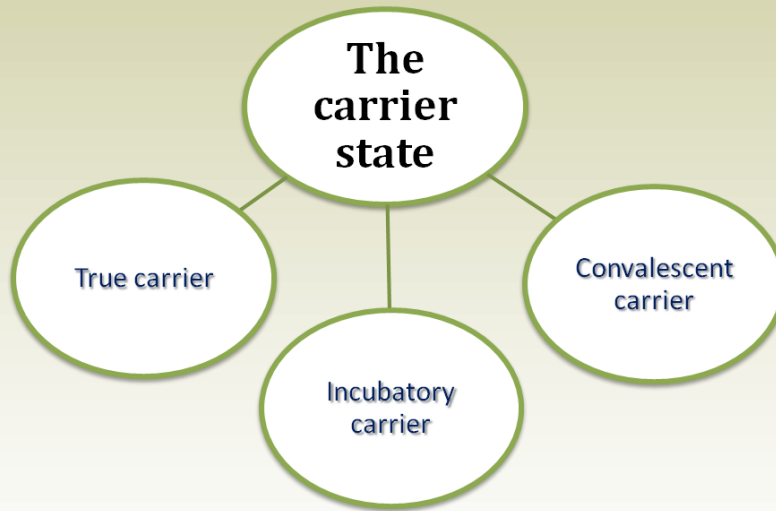 The
carrier
state
True carrier
Incubatory
carrier
Convalescent
carrier